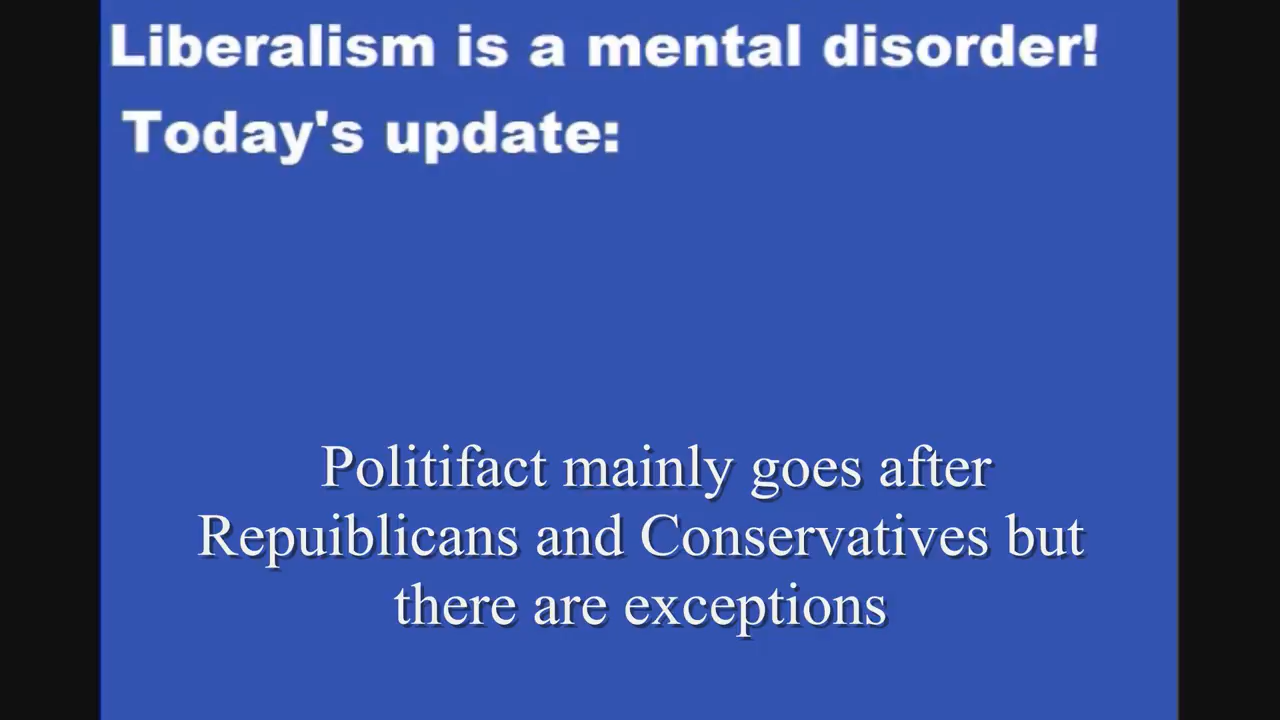 Liberalism is a mental disorder!
Today's update:
Politifact mainly goes after
Repuiblicans and Conservatives but
there are exceptions